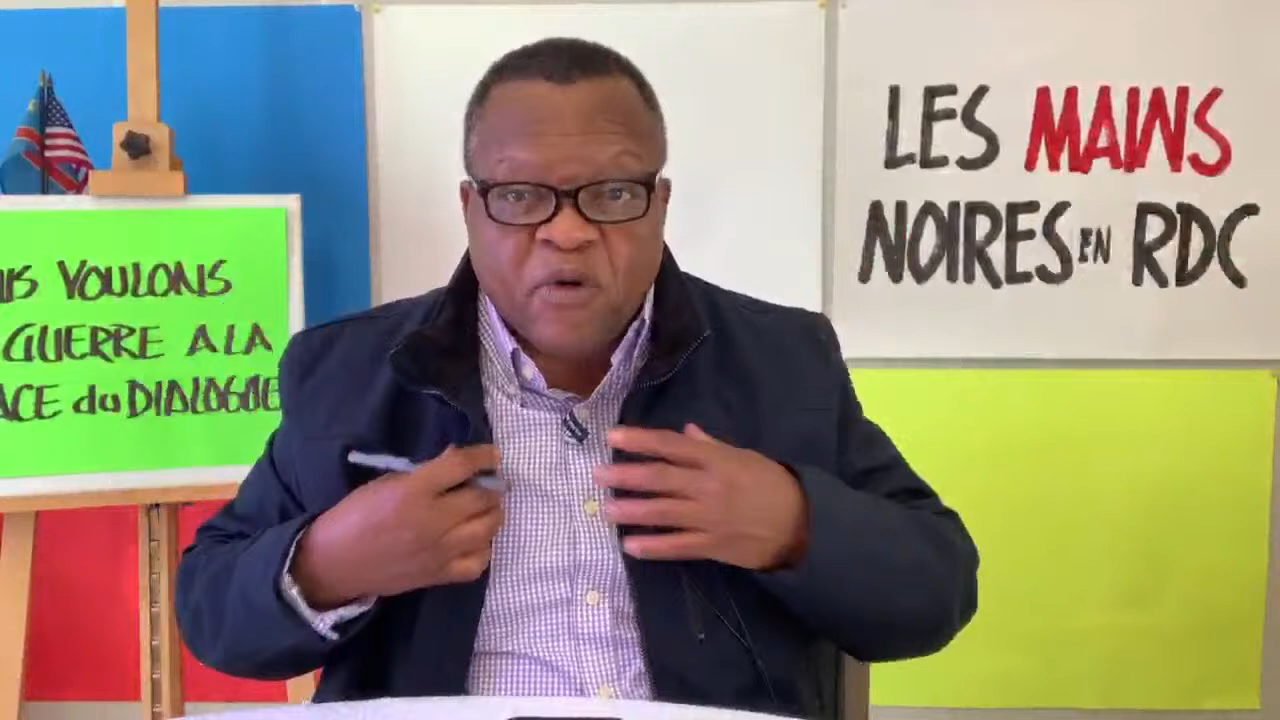 VOULONS
GUERRE A LA
du DIALOGUE
LES MAINS
NOIRES EN RDC